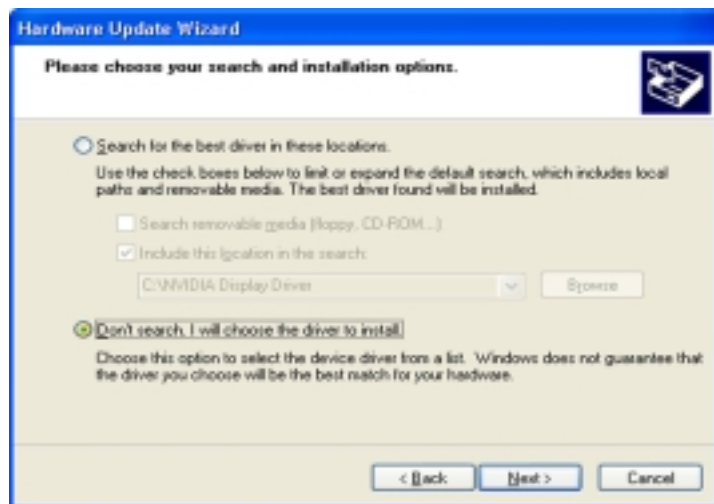 Hardware Update Wizard
Please choose your search and installation options.
Search for the best driver in these locations.
Use the check boxes below to limit or expand the default search, which includes local
paths and removable media. The best driver found will be installed.
Search removable media (floppy, CD-ROM...)
Include this location in the search:
C:\NVIDIA Display Driver
Browse
Don't search. I will choose the driver to install.
Choose this option to select the device driver from a list. Windows does not guarantee that
the driver you choose will be the best match for your hardware.
< Back Next > Cancel